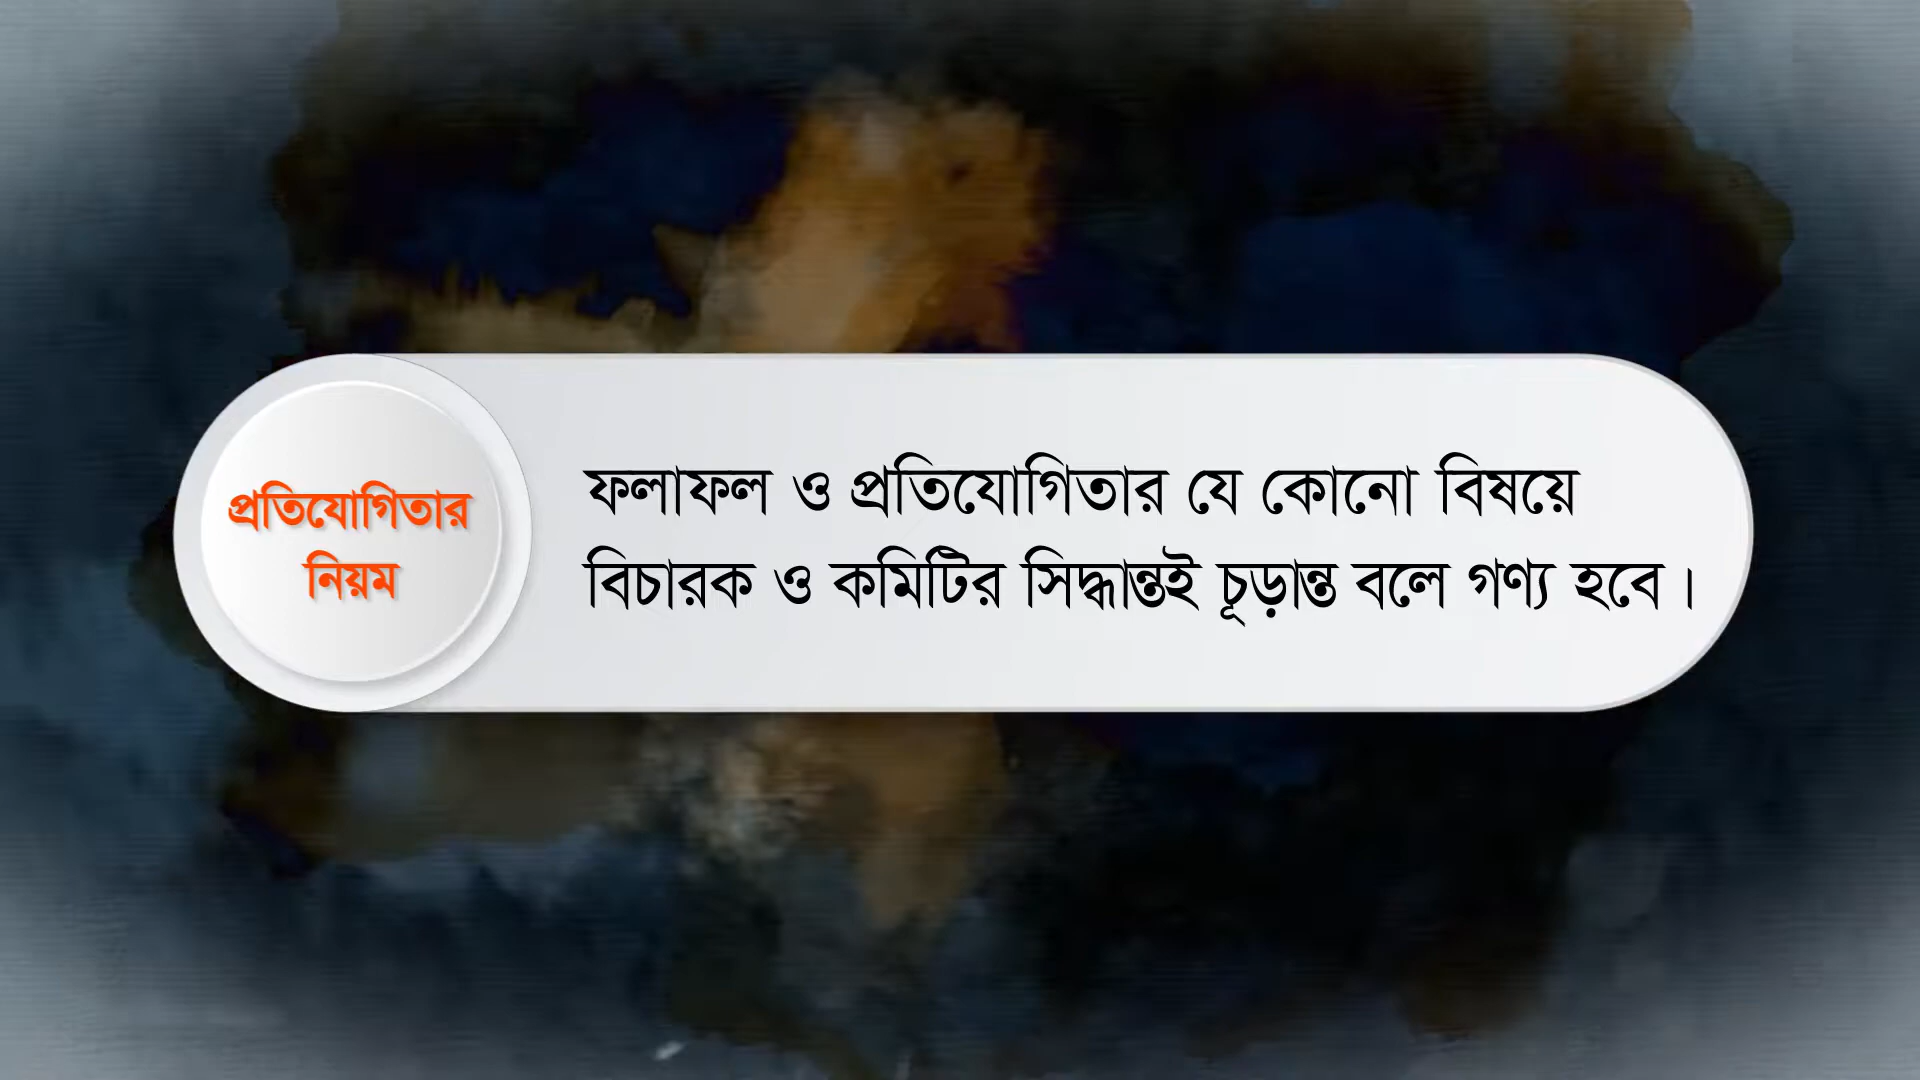 প্রতিযোগিতার
নিয়ম
ফলাফল ও প্রতিযোগিতার যে কোনো বিষয়ে
বিচারক ও কমিটির সিদ্ধান্তই চূড়ান্ত বলে গণ্য হবে।